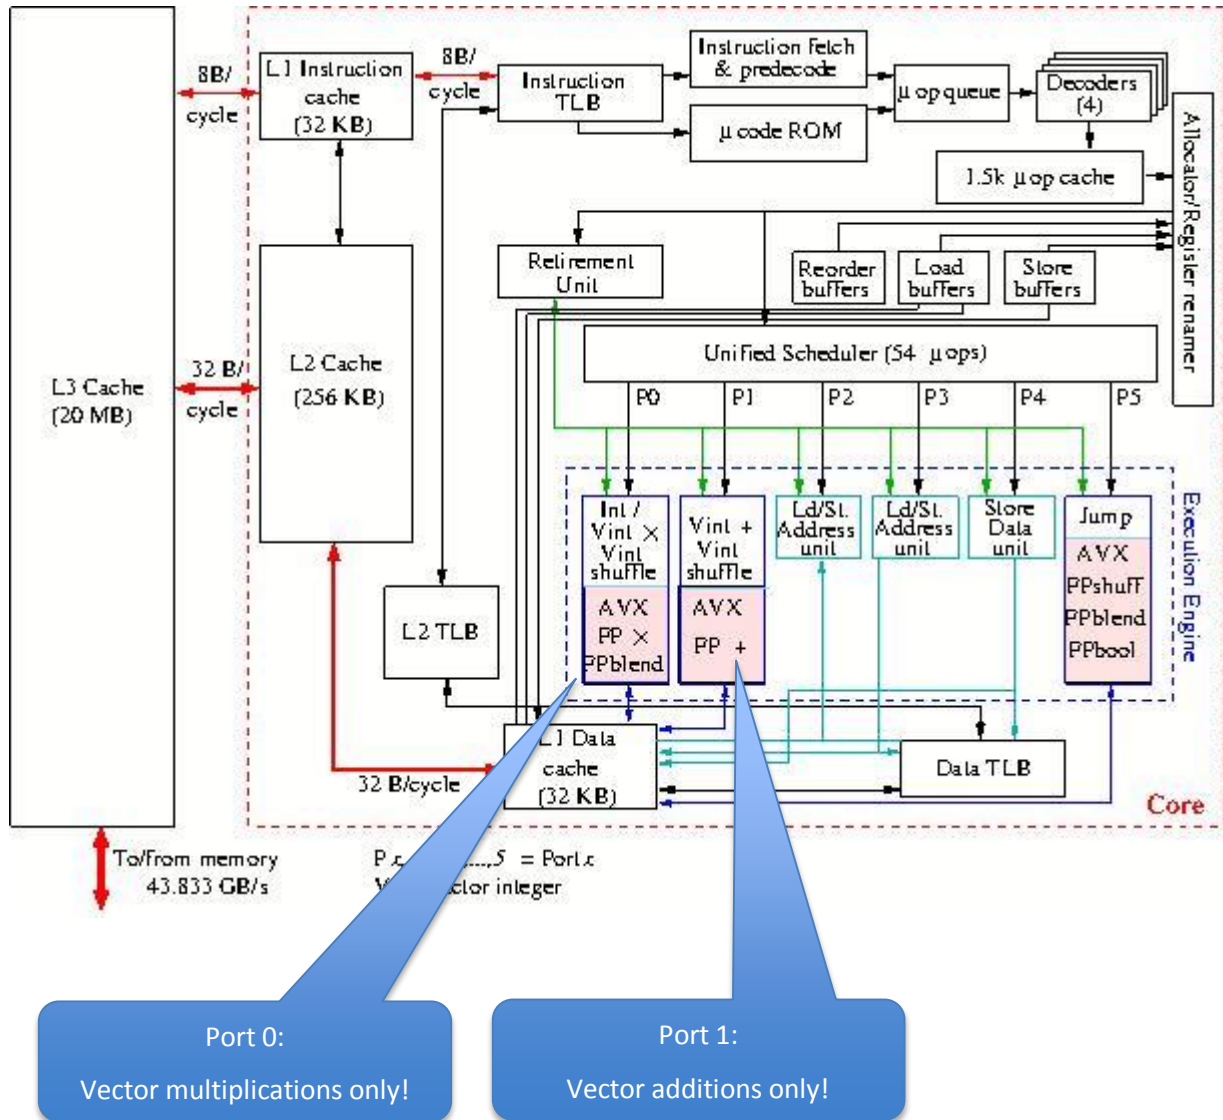 8B/
cycle
L1 Instruction
cache
(32 KB)
8B/
cycle
Instruction
TLB
Instruction fetch
& predecode
μ code ROM
μ op queue
Decoders
(4)
1.5k μ op cache
Allocator/Register renamer
L3 Cache
(20 MB)
32 B/
cycle
L2 Cache
(256 KB)
Retirement
Unit
Reorder
buffers
Load
buffers
Store
buffers
Unified Scheduler (54 μ ops)
P0
P1
P2
P3
P4
P5
Int /
Vint ×
Vint
shuffle
AVX
PP ×
PPblend
Vint +
Vint
shuffle
AVX
PP +
Ld/St.
Address
unit
Ld/St.
Address
unit
Store
Data
unit
Jump
AVX
PPshuff
PPblend
PPbool
Execution Engine
L2 TLB
L1 Data
cache
(32 KB)
32 B/cycle
Data TLB
Core
To/from memory
43.833 GB/s
P x, ...,5 = Port x
integer
Port 0:
Vector multiplications only!
Port 1:
Vector additions only!